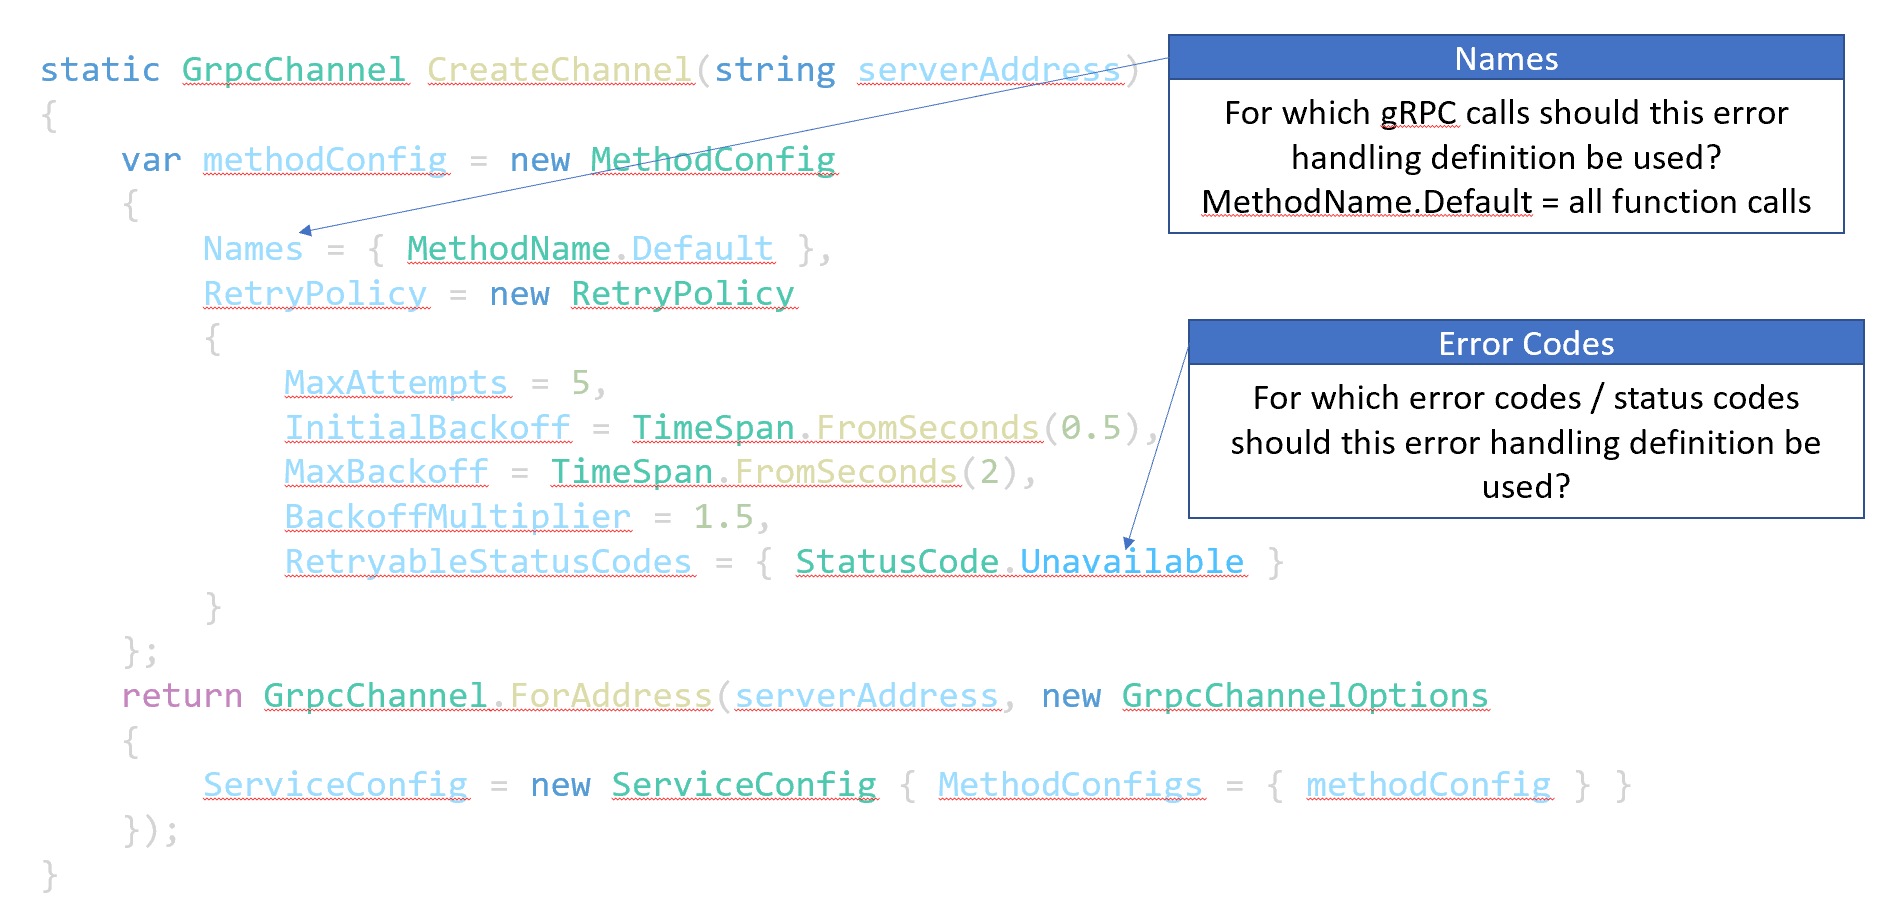 static GrpcChannel CreateChannel(string serverAddress)
{
    var methodConfig = new MethodConfig
    {
        Names = { MethodName.Default },
        RetryPolicy = new RetryPolicy
        {
            MaxAttempts = 5,
            InitialBackoff = TimeSpan.FromSeconds(0.5),
            MaxBackoff = TimeSpan.FromSeconds(2),
            BackoffMultiplier = 1.5,
            RetryableStatusCodes = { StatusCode.Unavailable }
        }
    };
    return GrpcChannel.ForAddress(serverAddress, new GrpcChannelOptions
    {
        ServiceConfig = new ServiceConfig { MethodConfigs = { methodConfig } }
    });
}
Names
For which gRPC calls should this error
handling definition be used?
MethodName.Default = all function calls
Error Codes
For which error codes / status codes
should this error handling definition be
used?